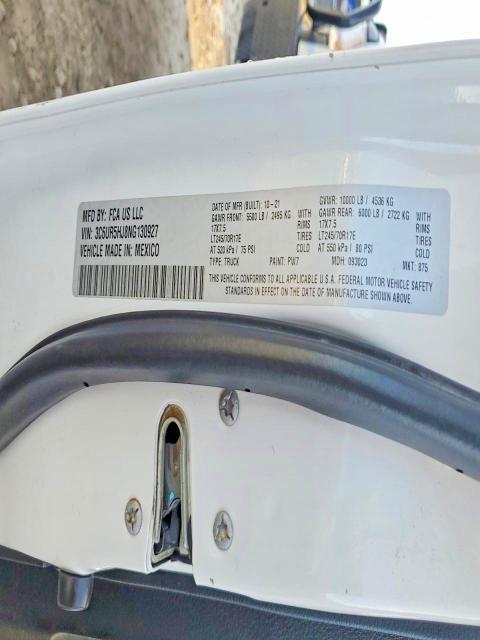 MFD BY: FCA US LLC
VIN: 3C6UR5HJ8NG130927
VEHICLE MADE IN: MEXICO
DATE OF MFR (BUILT): 10-21 GVWR: 10000 LB / 4536 KG
GAWR FRONT: 5500 LB / 2495 KG WITH GAWR REAR: 6000 LB / 2722 KG WITH
17X7.5 RIMS 17X7.5 RIMS
LT245/70R17E TIRES LT245/70R17E TIRES
AT 520 kPa / 75 PSI COLD AT 550 kPa / 80 PSI COLD
TYPE: TRUCK PAINT: PW7 MDH: 093023 MKT: 875
THIS VEHICLE CONFORMS TO ALL APPLICABLE U.S.A. FEDERAL MOTOR VEHICLE SAFETY
STANDARDS IN EFFECT ON THE DATE OF MANUFACTURE SHOWN ABOVE.